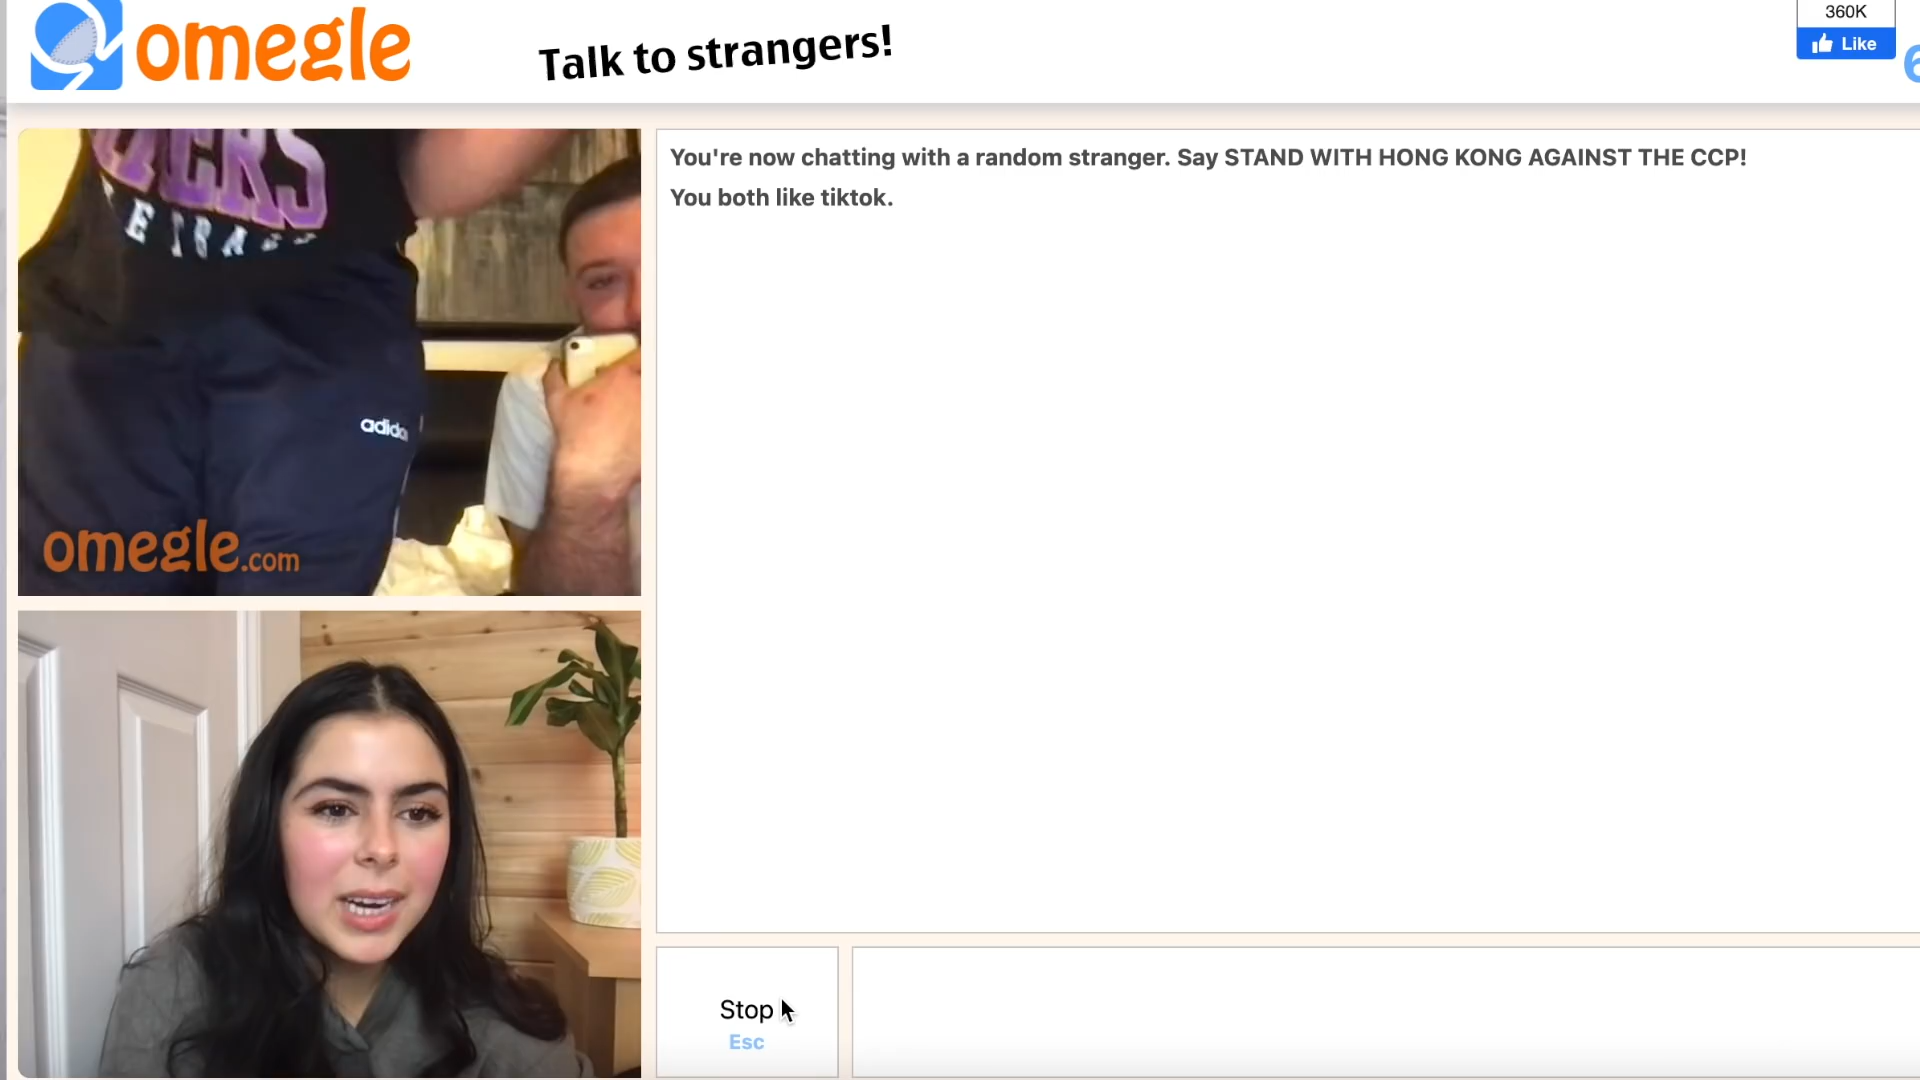 omegle
Talk to strangers!
360K
Like
You're now chatting with a random stranger. Say STAND WITH HONG KONG AGAINST THE CCP!
You both like tiktok.
omegle.com
Stop
Esc